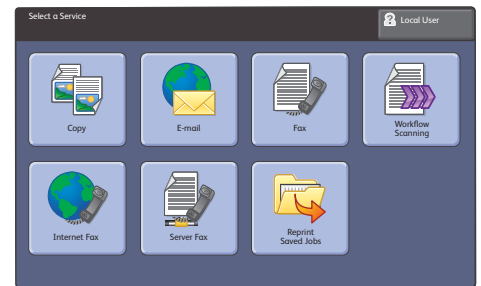 Select a Service
Local User
Copy
E-mail
Fax
Workflow
Scanning
Internet Fax
Server Fax
Reprint
Saved Jobs